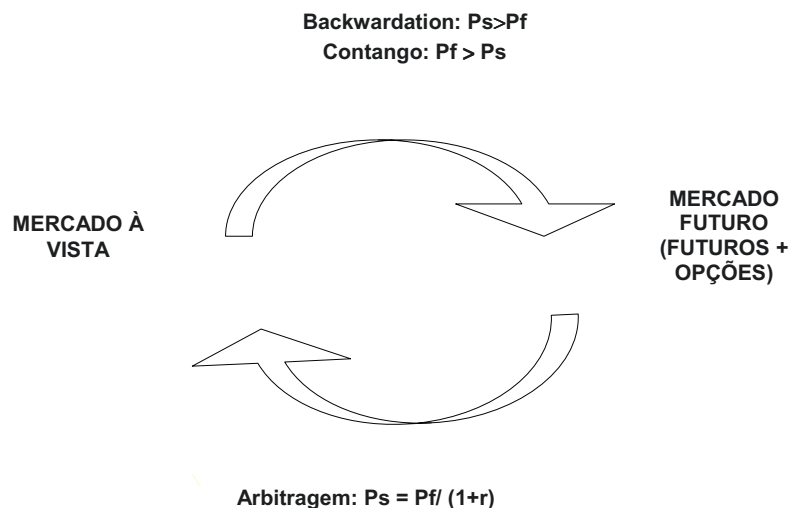 Backwardation: Ps>Pf
Contango: Pf > Ps
MERCADO À
VISTA
MERCADO
FUTURO
(FUTUROS +
OPÇÕES)
Arbitragem: Ps = Pf/ (1+r)